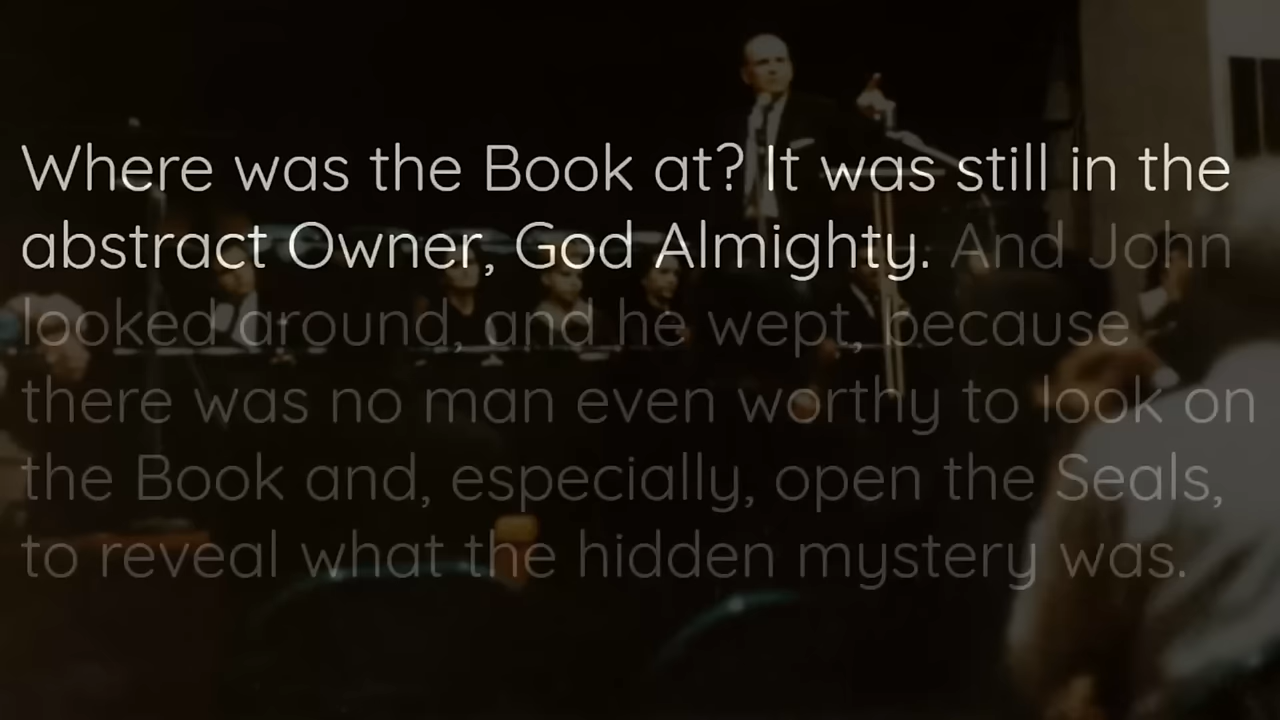 Where was the Book at? It was still in the
abstract Owner, God Almighty. And John
looked around, and he wept, because
there was no man even worthy to look on
the Book and, especially, open the Seals,
to reveal what the hidden mystery was.